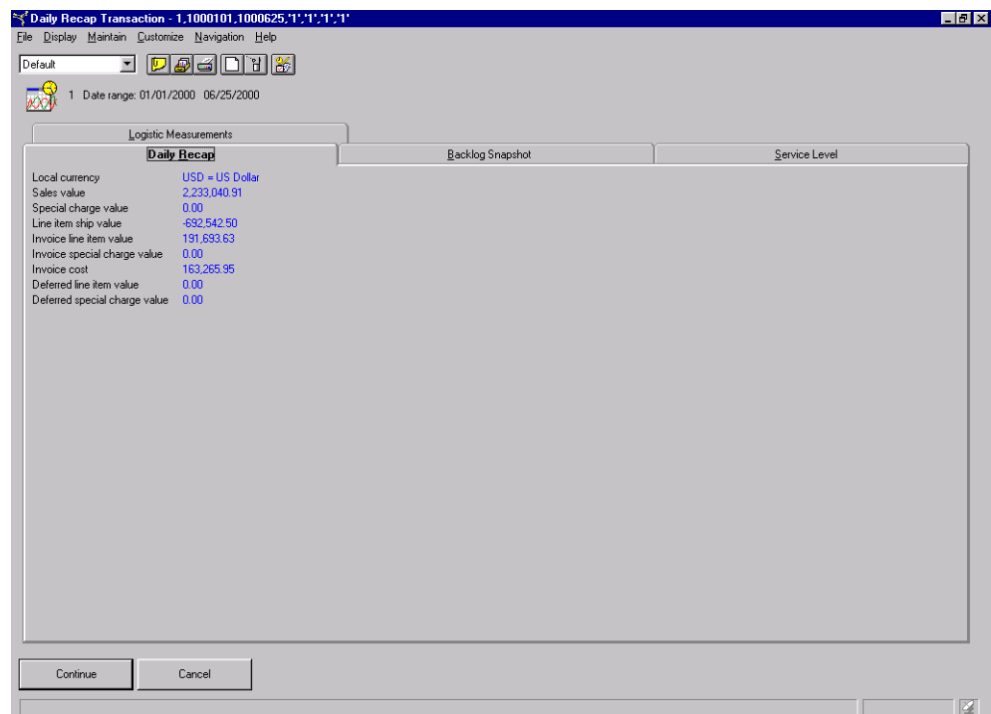 Daily Recap Transaction - 1,1000101,1000625,'1','1','1','1'
File Display Maintain Customize Navigation Help
Default
1 Date range: 01/01/2000 06/25/2000
Logistic Measurements
Daily Recap Backlog Snapshot Service Level
Local currency USD = US Dollar
Sales value 2,233,040.91
Special charge value 0.00
Line item ship value -692,542.50
Invoice line item value 191,693.63
Invoice special charge value 0.00
Invoice cost 163,265.95
Deferred line item value 0.00
Deferred special charge value 0.00
Continue Cancel